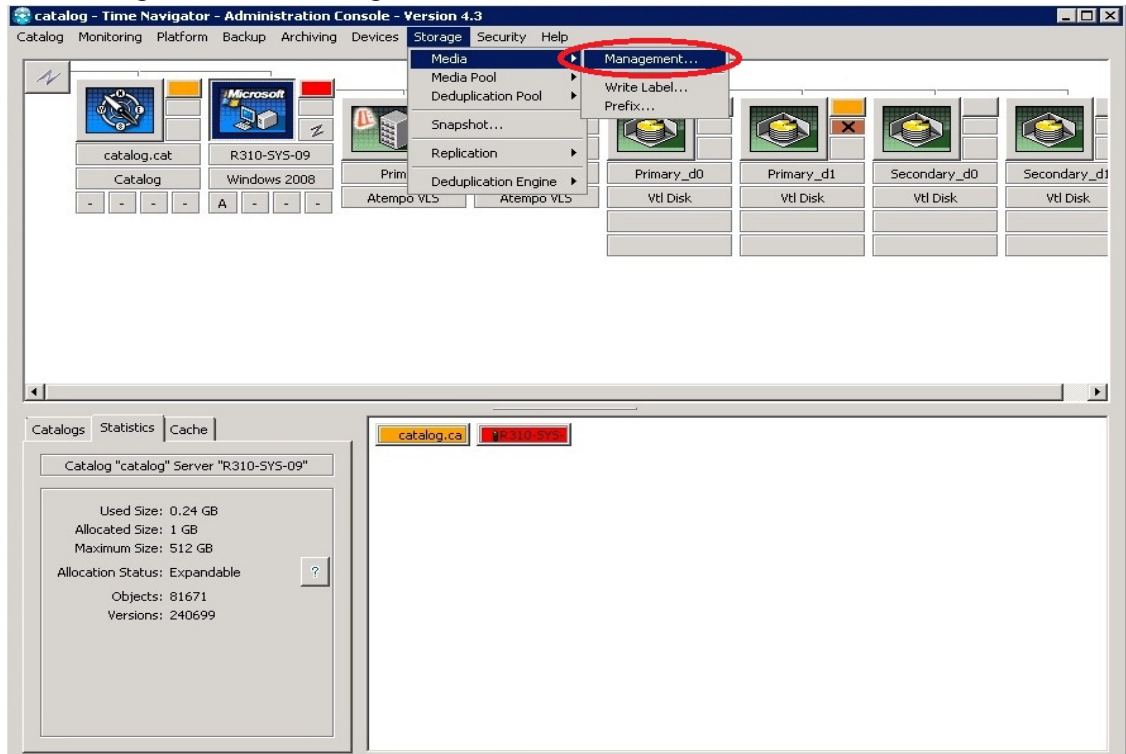 catalog - Time Navigator - Administration Console - Version 4.3
Catalog Monitoring Platform Backup Archiving Devices Storage Security Help
Media
Management...
Media Pool
Write Label...
Deduplication Pool
Prefix...
Snapshot...
Replication
Deduplication Engine
Microsoft
catalog.cat
R310-SYS-09
Prim
Primary_d0
Primary_d1
Secondary_d0
Secondary_d1
Catalog
Windows 2008
Atempo VLS
Atempo VLS
Vtl Disk
Vtl Disk
Vtl Disk
Vtl Disk
- - - -
A - - -
Catalogs Statistics Cache
catalog.ca
R310-SYS-
Catalog "catalog" Server "R310-SYS-09"
Used Size: 0.24 GB
Allocated Size: 1 GB
Maximum Size: 512 GB
Allocation Status: Expandable
?
Objects: 81671
Versions: 240699